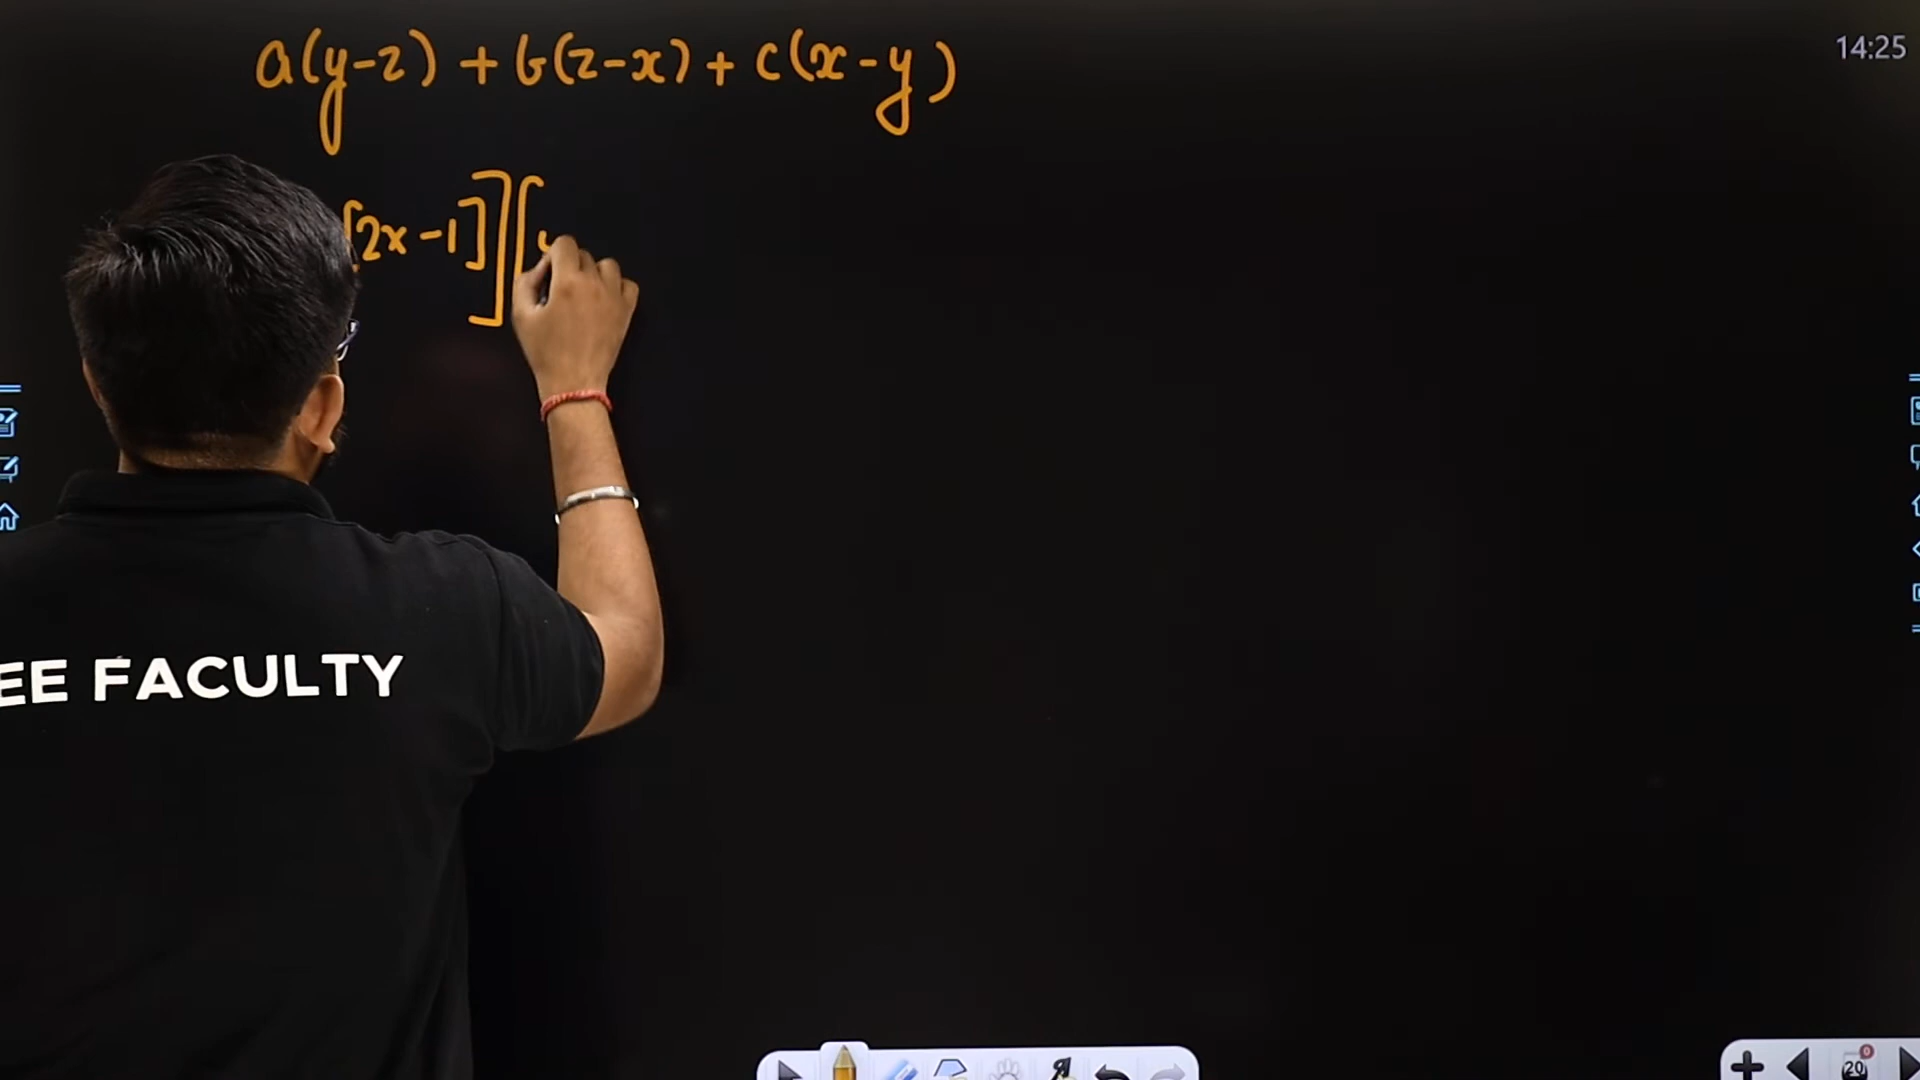 14:25
a(y-z) + b(z-x) + c(x-y)
[2x-1]][y
EE FACULTY
20